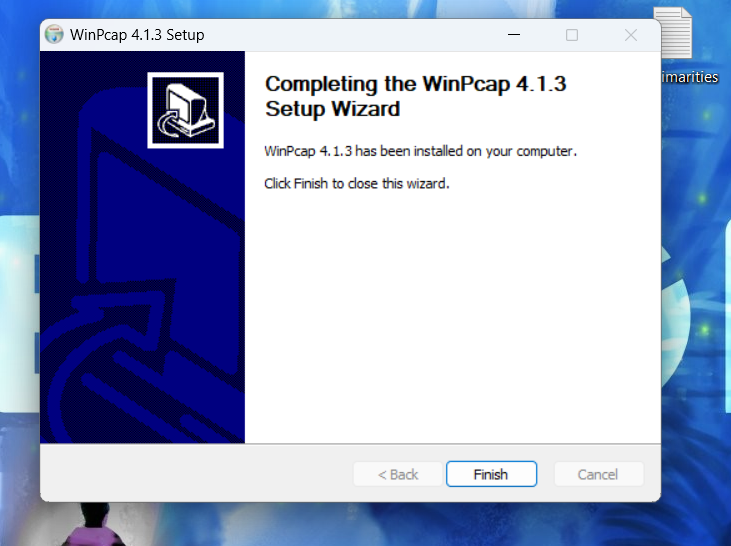 WinPcap 4.1.3 Setup
Completing the WinPcap 4.1.3
Setup Wizard
WinPcap 4.1.3 has been installed on your computer.
Click Finish to close this wizard.
< Back
Finish
Cancel